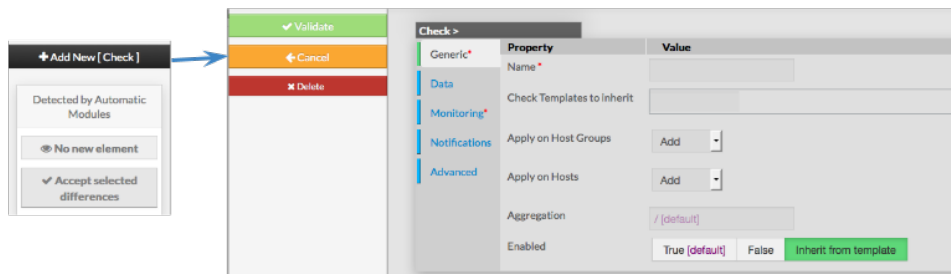 + Add New [ Check ]
Detected by Automatic
Modules
No new element
✔ Accept selected
differences
✔ Validate
Cancel
✖ Delete
Check >
Generic*
Data
Monitoring*
Notifications
Advanced
Property Value
Name *
Check Templates to inherit
Apply on Host Groups Add
Apply on Hosts Add
Aggregation / [default]
Enabled True [default] False Inherit from template